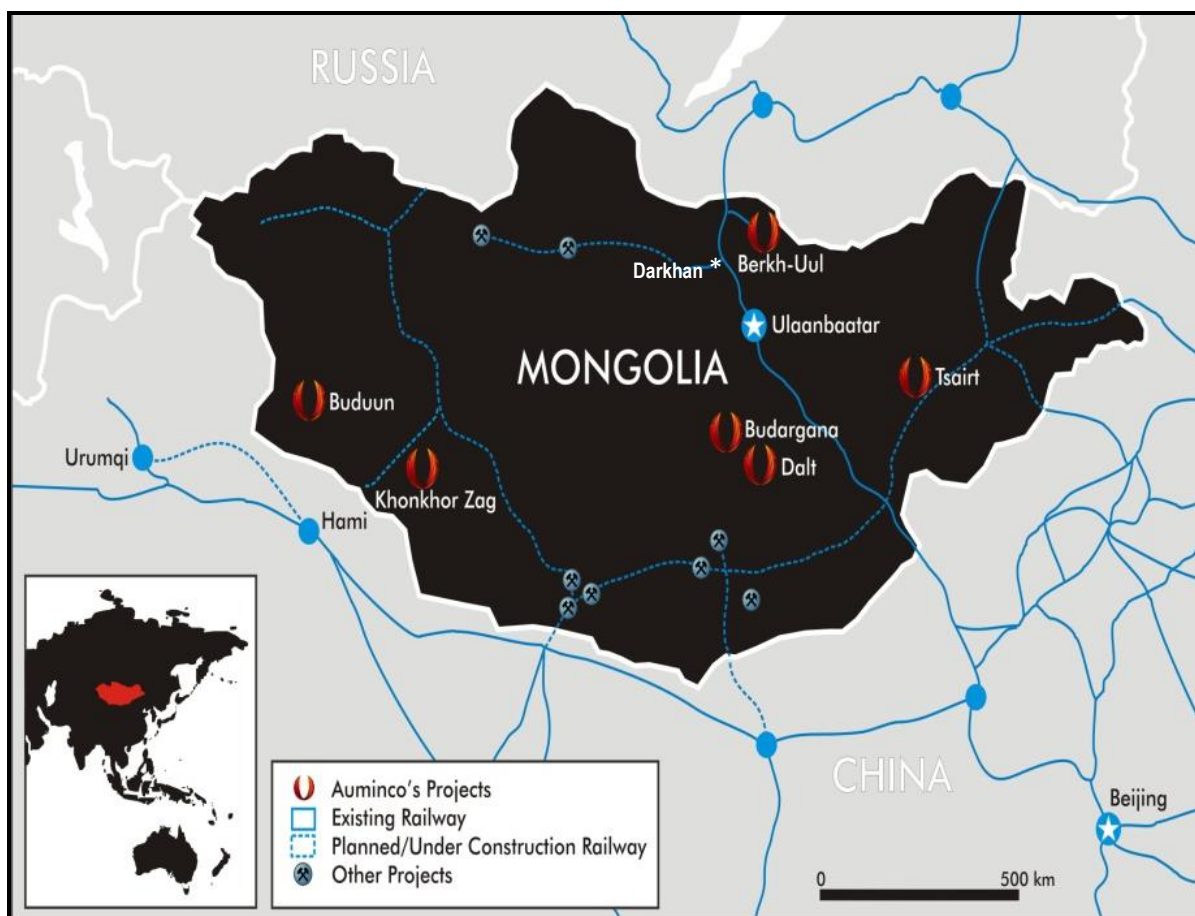 RUSSIA
Berkh-Uul
Darkhan *
Ulaanbaatar
MONGOLIA
Tsairt
Buduun
Budargana
Urumqi
Dalt
Khonkhor Zag
Hami
CHINA
Beijing
Auminco's Projects
Existing Railway
Planned/Under Construction Railway
Other Projects
0 500 km